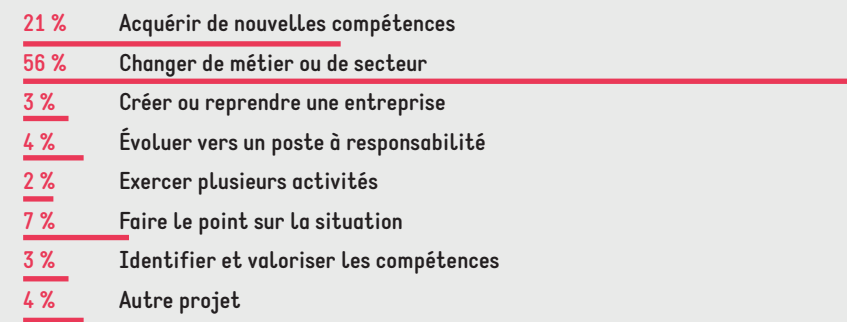 21 % Acquérir de nouvelles compétences
56 % Changer de métier ou de secteur
3 % Créer ou reprendre une entreprise
4 % Évoluer vers un poste à responsabilité
2 % Exercer plusieurs activités
7 % Faire le point sur la situation
3 % Identifier et valoriser les compétences
4 % Autre projet